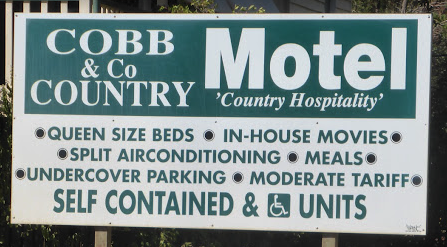 COBB
& Co
COUNTRY
Motel
'Country Hospitality'
•QUEEN SIZE BEDS • IN-HOUSE MOVIES•
•SPLIT AIRCONDITIONING • MEALS•
•UNDERCOVER PARKING • MODERATE TARIFF•
SELF CONTAINED & ♿ UNITS